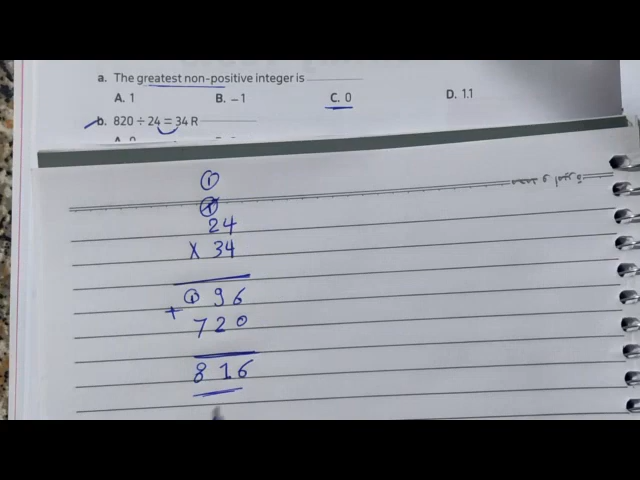 a. The greatest non-positive integer is
A. 1 B. -1 C. 0 D. 1.1
b. 820 ÷ 24 = 34 R
1
1
24
x 34
1 96
+ 720
816